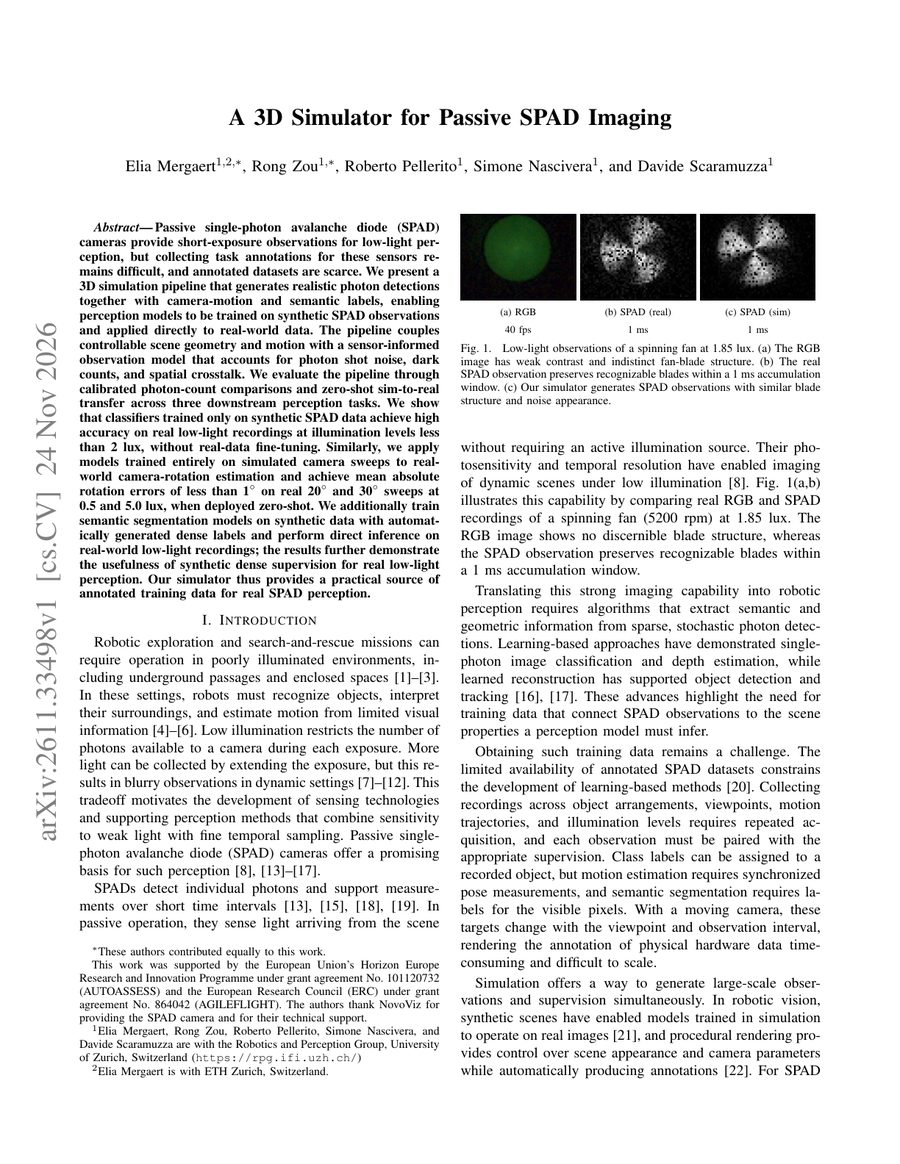 A 3D Simulator for Passive SPAD Imaging
Elia Mergaert1,2,∗, Rong Zou1,∗, Roberto Pellerito1, Simone Nascivera1, and Davide Scaramuzza1
arXiv:2611.33498v1 [cs.CV] 24 Nov 2026
Abstract— Passive single-photon avalanche diode (SPAD)
cameras provide short-exposure observations for low-light per-
ception, but collecting task annotations for these sensors re-
mains difficult, and annotated datasets are scarce. We present a
3D simulation pipeline that generates realistic photon detections
together with camera-motion and semantic labels, enabling
perception models to be trained on synthetic SPAD observations
and applied directly to real-world data. The pipeline couples
controllable scene geometry and motion with a sensor-informed
observation model that accounts for photon shot noise, dark
counts, and spatial crosstalk. We evaluate the pipeline through
calibrated photon-count comparisons and zero-shot sim-to-real
transfer across three downstream perception tasks. We show
that classifiers trained only on synthetic SPAD data achieve high
accuracy on real low-light recordings at illumination levels less
than 2 lux, without real-data fine-tuning. Similarly, we apply
models trained entirely on simulated camera sweeps to real-
world camera-rotation estimation and achieve mean absolute
rotation errors of less than 1° on real 20° and 30° sweeps at
0.5 and 5.0 lux, when deployed zero-shot. We additionally train
semantic segmentation models on synthetic data with automat-
ically generated dense labels and perform direct inference on
real-world low-light recordings; the results further demonstrate
the usefulness of synthetic dense supervision for real low-light
perception. Our simulator thus provides a practical source of
annotated training data for real SPAD perception.
I. INTRODUCTION
Robotic exploration and search-and-rescue missions can
require operation in poorly illuminated environments, in-
cluding underground passages and enclosed spaces [1]–[3].
In these settings, robots must recognize objects, interpret
their surroundings, and estimate motion from limited visual
information [4]–[6]. Low illumination restricts the number of
photons available to a camera during each exposure. More
light can be collected by extending the exposure, but this re-
sults in blurry observations in dynamic settings [7]–[12]. This
tradeoff motivates the development of sensing technologies
and supporting perception methods that combine sensitivity
to weak light with fine temporal sampling. Passive single-
photon avalanche diode (SPAD) cameras offer a promising
basis for such perception [8], [13]–[17].
SPADs detect individual photons and support measure-
ments over short time intervals [13], [15], [18], [19]. In
passive operation, they sense light arriving from the scene
∗These authors contributed equally to this work.
This work was supported by the European Union's Horizon Europe
Research and Innovation Programme under grant agreement No. 101120732
(AUTOASSESS) and the European Research Council (ERC) under grant
agreement No. 864042 (AGILEFLIGHT). The authors thank NovoViz for
providing the SPAD camera and for their technical support.
1Elia Mergaert, Rong Zou, Roberto Pellerito, Simone Nascivera, and
Davide Scaramuzza are with the Robotics and Perception Group, University
of Zurich, Switzerland (https://rpg.ifi.uzh.ch/)
2Elia Mergaert is with ETH Zurich, Switzerland.
(a) RGB (b) SPAD (real) (c) SPAD (sim)
40 fps 1 ms 1 ms
Fig. 1. Low-light observations of a spinning fan at 1.85 lux. (a) The RGB
image has weak contrast and indistinct fan-blade structure. (b) The real
SPAD observation preserves recognizable blades within a 1 ms accumulation
window. (c) Our simulator generates SPAD observations with similar blade
structure and noise appearance.
without requiring an active illumination source. Their pho-
tosensitivity and temporal resolution have enabled imaging
of dynamic scenes under low illumination [8]. Fig. 1(a,b)
illustrates this capability by comparing real RGB and SPAD
recordings of a spinning fan (5200 rpm) at 1.85 lux. The
RGB image shows no discernible blade structure, whereas
the SPAD observation preserves recognizable blades within
a 1 ms accumulation window.
Translating this strong imaging capability into robotic
perception requires algorithms that extract semantic and
geometric information from sparse, stochastic photon detec-
tions. Learning-based approaches have demonstrated single-
photon image classification and depth estimation, while
learned reconstruction has supported object detection and
tracking [16], [17]. These advances highlight the need for
training data that connect SPAD observations to the scene
properties a perception model must infer.
Obtaining such training data remains a challenge. The
limited availability of annotated SPAD datasets constrains
the development of learning-based methods [20]. Collecting
recordings across object arrangements, viewpoints, motion
trajectories, and illumination levels requires repeated ac-
quisition, and each observation must be paired with the
appropriate supervision. Class labels can be assigned to a
recorded object, but motion estimation requires synchronized
pose measurements, and semantic segmentation requires la-
bels for the visible pixels. With a moving camera, these
targets change with the viewpoint and observation interval,
rendering the annotation of physical hardware data time-
consuming and difficult to scale.
Simulation offers a way to generate large-scale obser-
vations and supervision simultaneously. In robotic vision,
synthetic scenes have enabled models trained in simulation
to operate on real images [21], and procedural rendering pro-
vides control over scene appearance and camera parameters
while automatically producing annotations [22]. For SPAD